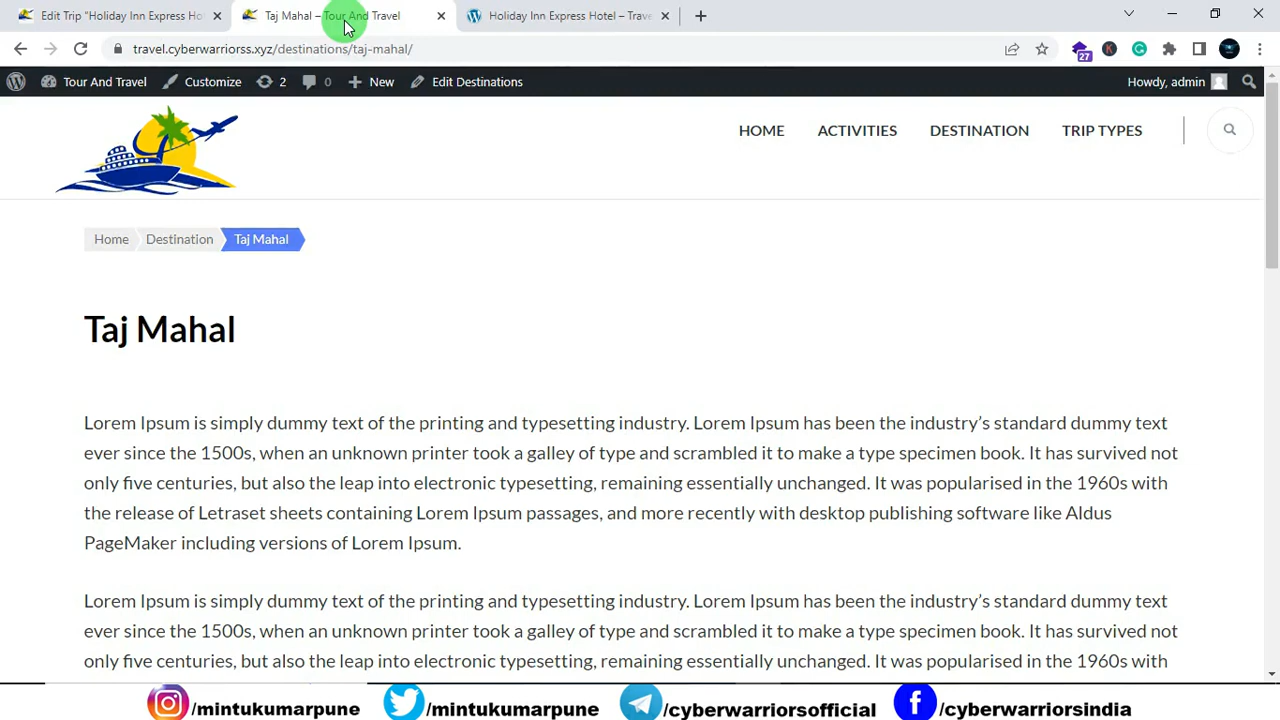 Edit Trip "Holiday Inn Express Ho
Taj Mahal – Tour And Travel
Holiday Inn Express Hotel – Trave
travel.cyberwarriorss.xyz/destinations/taj-mahal/
27
K
Tour And Travel
Customize
2
0
New
Edit Destinations
Howdy, admin
HOME
ACTIVITIES
DESTINATION
TRIP TYPES
Home
Destination
Taj Mahal
Taj Mahal
Lorem Ipsum is simply dummy text of the printing and typesetting industry. Lorem Ipsum has been the industry’s standard dummy text
ever since the 1500s, when an unknown printer took a galley of type and scrambled it to make a type specimen book. It has survived not
only five centuries, but also the leap into electronic typesetting, remaining essentially unchanged. It was popularised in the 1960s with
the release of Letraset sheets containing Lorem Ipsum passages, and more recently with desktop publishing software like Aldus
PageMaker including versions of Lorem Ipsum.
Lorem Ipsum is simply dummy text of the printing and typesetting industry. Lorem Ipsum has been the industry’s standard dummy text
ever since the 1500s, when an unknown printer took a galley of type and scrambled it to make a type specimen book. It has survived not
only five centuries, but also the leap into electronic typesetting, remaining essentially unchanged. It was popularised in the 1960s with
/mintukumarpune
/mintukumarpune
/cyberwarriorsofficial
/cyberwarriorsindia